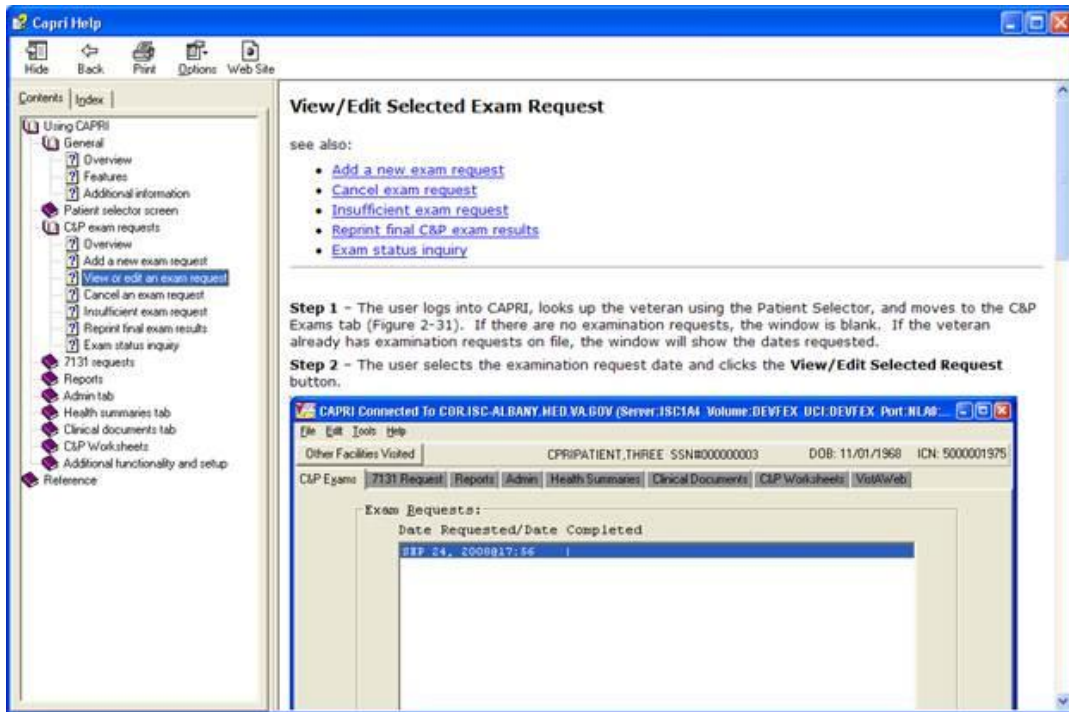 Capri Help
Hide Back Print Options Web Site
Contents Index
Using CAPRI
General
Overview
Features
Additional information
Patient selector screen
C&P exam requests
Overview
Add a new exam request
View or edit an exam request
Cancel an exam request
Insufficient exam request
Reprint final exam results
Exam status inquiry
7131 requests
Reports
Admin tab
Health summaries tab
Clinical documents tab
C&P Worksheets
Additional functionality and setup
Reference
View/Edit Selected Exam Request
see also:
• Add a new exam request
• Cancel exam request
• Insufficient exam request
• Reprint final C&P exam results
• Exam status inquiry
Step 1 – The user logs into CAPRI, looks up the veteran using the Patient Selector, and moves to the C&P
Exams tab (Figure 2-31). If there are no examination requests, the window is blank. If the veteran
already has examination requests on file, the window will show the dates requested.
Step 2 – The user selects the examination request date and clicks the View/Edit Selected Request
button.
CAPRI Connected To COR.ISC-ALBANY.MED.VA.GOV (Server:ISC1A4 Volume:DEVFEX UCI:DEVFEX Port:NLA0:...
File Edit Tools Help
Other Facilities Visited CPRIPATIENT,THREE SSN#000000003 DOB: 11/01/1968 ICN: 5000001975
C&P Exams 7131 Request Reports Admin Health Summaries Clinical Documents C&P Worksheets VistAWeb
Exam Requests:
Date Requested/Date Completed
SEP 24, 2008@17:56 |